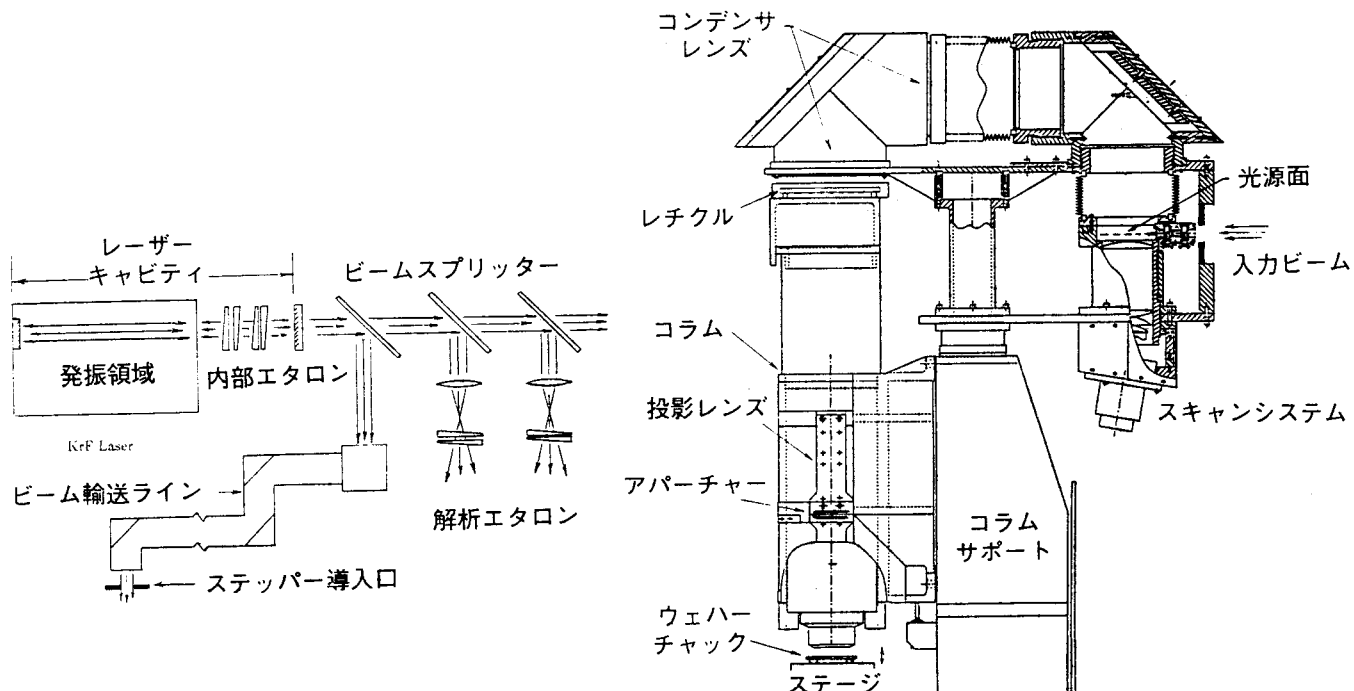 レーザー
キャビティ
ビームスプリッター
発振領域
内部エタロン
KrF Laser
ビーム輸送ライン
解析エタロン
ステッパー導入口
コンデンサ
レンズ
レチクル
光源面
入力ビーム
コラム
投影レンズ
スキャンシステム
アパーチャー
コラム
サポート
ウェハー
チャック
ステージ